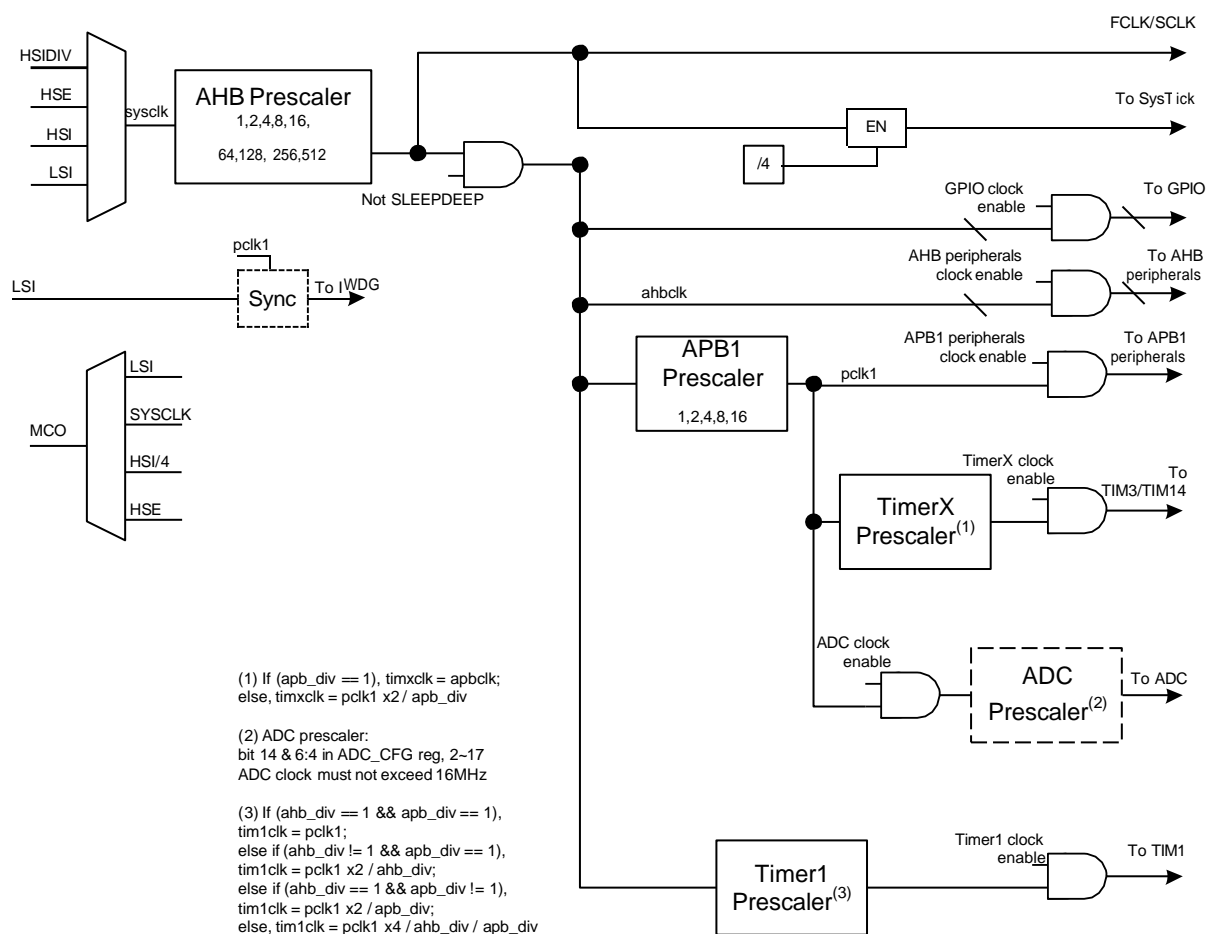 FCLK/SCLK
HSIDIV
HSE
HSI
LSI
sysclk
AHB Prescaler
1,2,4,8,16,
64,128, 256,512
To SysTick
EN
/4
Not SLEEPDEEP
GPIO clock
enable
To GPIO
pclk1
LSI
Sync
To IWDG
AHB peripherals
clock enable
To AHB
peripherals
ahbclk
APB1 peripherals
clock enable
To APB1
peripherals
APB1
Prescaler
1,2,4,8,16
pclk1
MCO
LSI
SYSCLK
HSI/4
HSE
TimerX clock
enable
To
TIM3/TIM14
TimerX
Prescaler(1)
ADC clock
enable
ADC
Prescaler(2)
To ADC
(1) If (apb_div == 1), timxclk = apbclk;
else, timxclk = pclk1 x2 / apb_div
(2) ADC prescaler:
bit 14 & 6:4 in ADC_CFG reg, 2~17
ADC clock must not exceed 16MHz
(3) If (ahb_div == 1 && apb_div == 1),
tim1clk = pclk1;
else if (ahb_div != 1 && apb_div == 1),
tim1clk = pclk1 x2 / ahb_div;
else if (ahb_div == 1 && apb_div != 1),
tim1clk = pclk1 x2 / apb_div;
else, tim1clk = pclk1 x4 / ahb_div / apb_div
Timer1
Prescaler(3)
Timer1 clock
enable
To TIM1